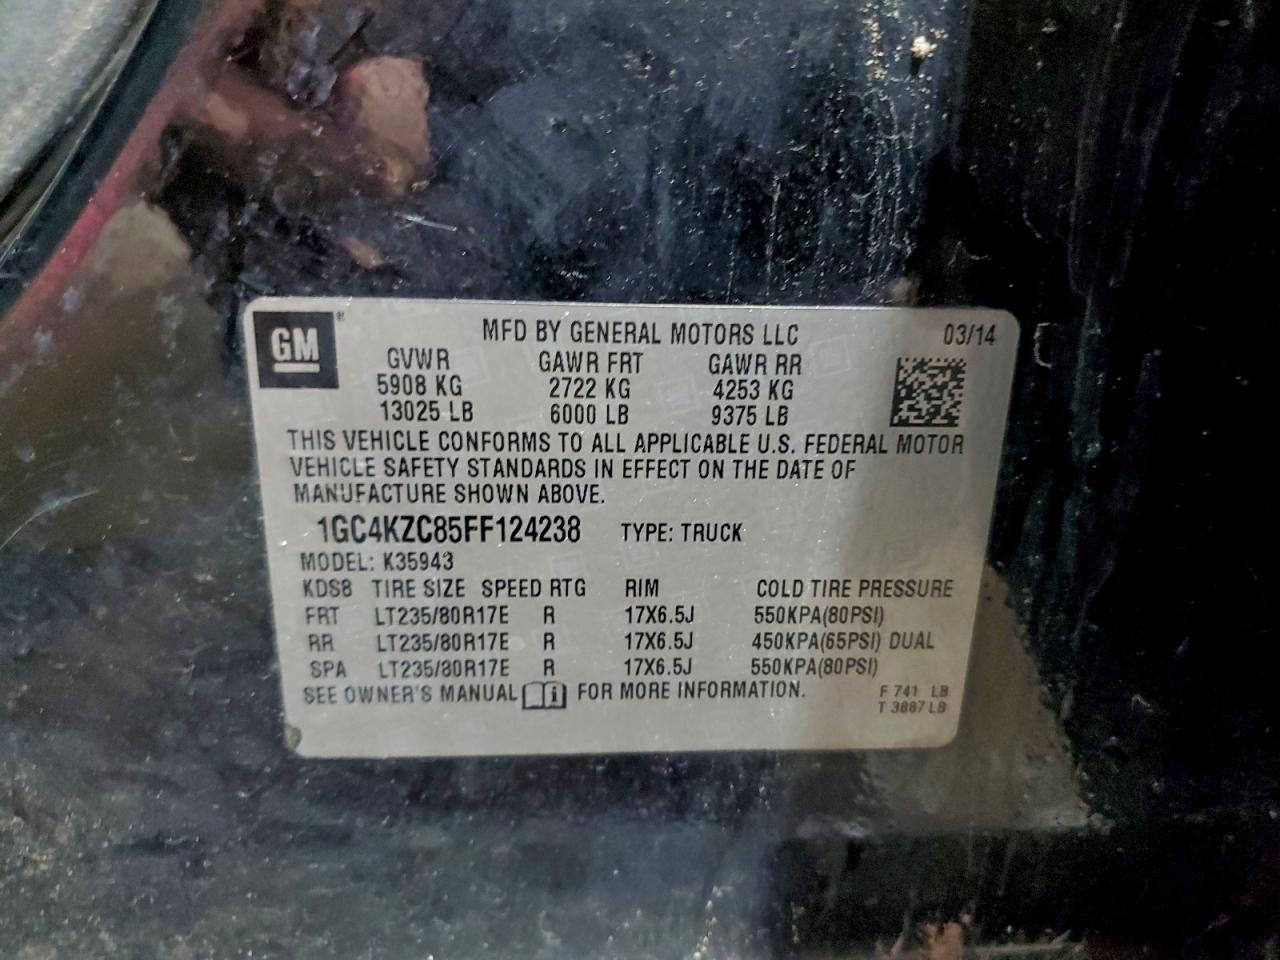 GM ®
MFD BY GENERAL MOTORS LLC 03/14
GVWR GAWR FRT GAWR RR
5908 KG 2722 KG 4253 KG
13025 LB 6000 LB 9375 LB
THIS VEHICLE CONFORMS TO ALL APPLICABLE U.S. FEDERAL MOTOR
VEHICLE SAFETY STANDARDS IN EFFECT ON THE DATE OF
MANUFACTURE SHOWN ABOVE.
1GC4KZC85FF124238 TYPE: TRUCK
MODEL: K35943
KDS8 TIRE SIZE SPEED RTG RIM COLD TIRE PRESSURE
FRT LT235/80R17E R 17X6.5J 550KPA(80PSI)
RR LT235/80R17E R 17X6.5J 450KPA(65PSI) DUAL
SPA LT235/80R17E R 17X6.5J 550KPA(80PSI)
SEE OWNER'S MANUAL i FOR MORE INFORMATION.
F 741 LB
T 3887 LB